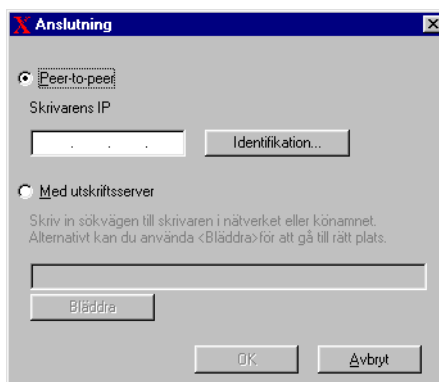 Anslutning
Peer-to-peer
Skrivarens IP
. . .
Identifikation...
Med utskriftsserver
Skriv in sökvägen till skrivaren i nätverket eller könamnet.
Alternativt kan du använda <Bläddra>för att gå till rätt plats.
Bläddra
OK
Avbryt